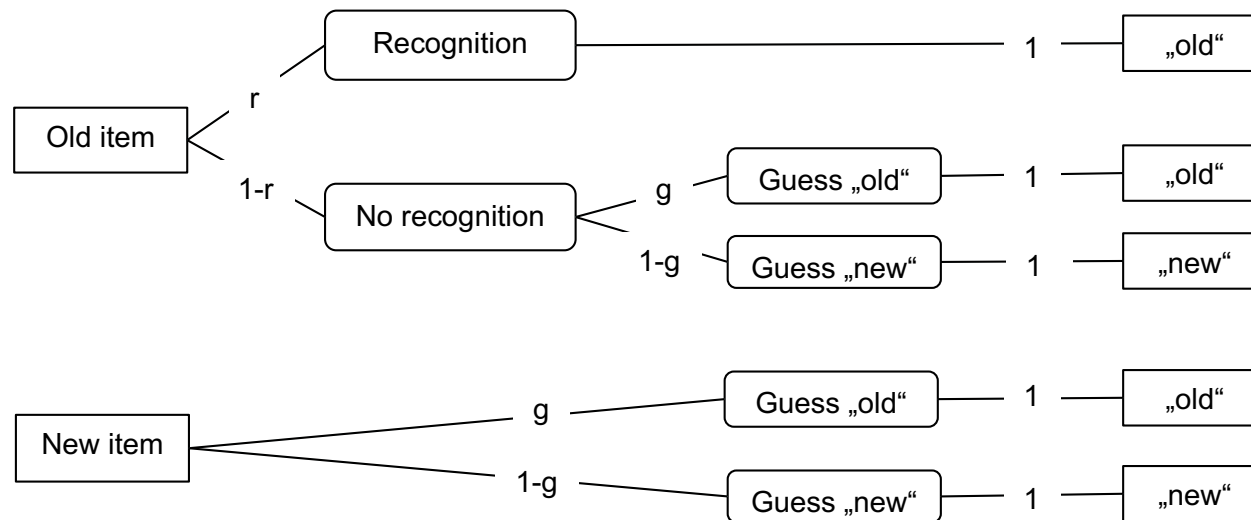 Recognition
1
„old“
r
Old item
1-r
No recognition
g
Guess „old“
1
„old“
1-g
Guess „new“
1
„new“
New item
g
Guess „old“
1
„old“
1-g
Guess „new“
1
„new“